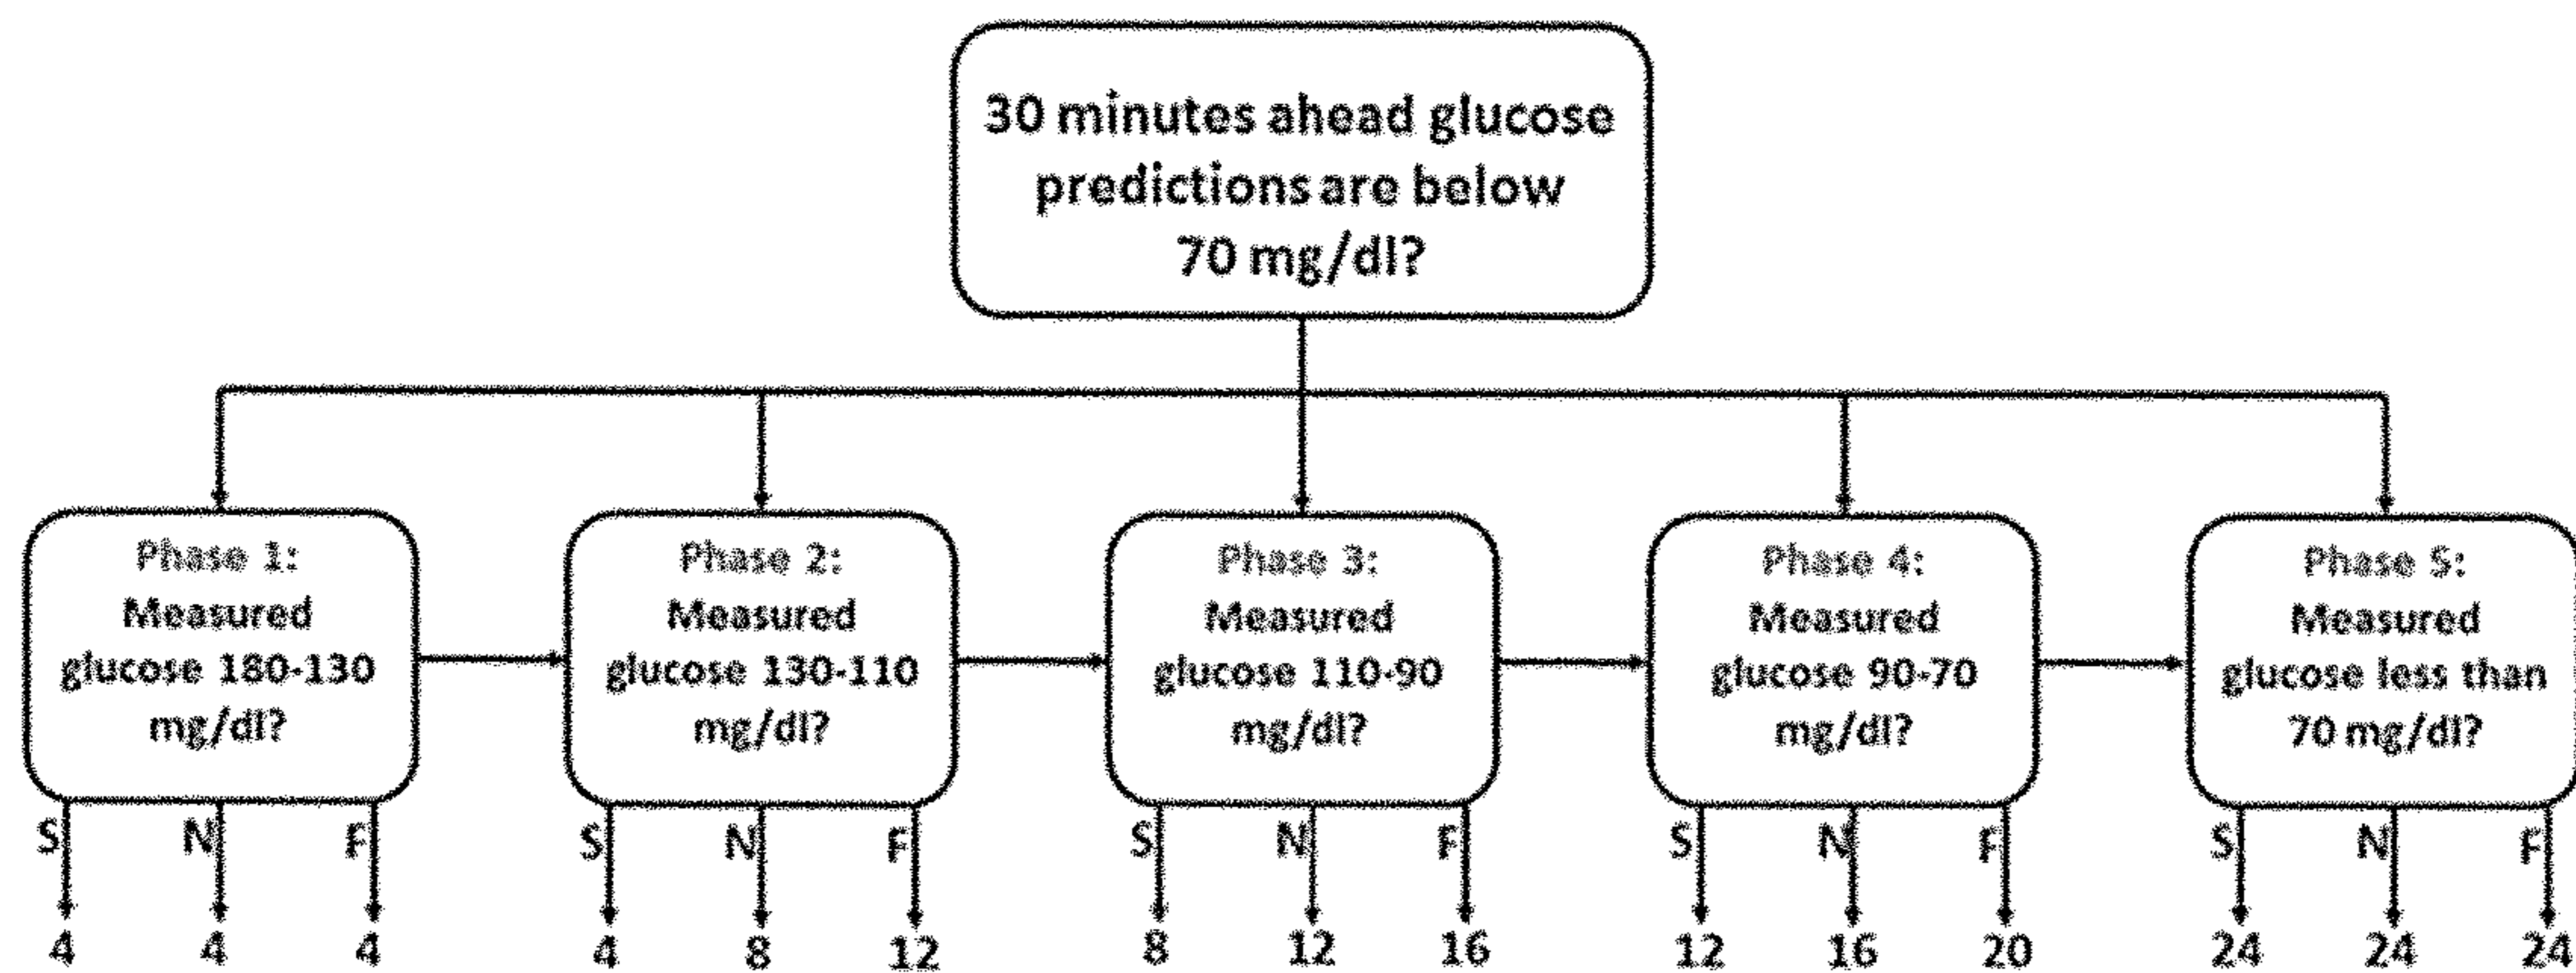 30 minutes ahead glucose
predictions are below
70 mg/dl?
Phase 1:
Measured
glucose 180-130
mg/dl?
Phase 2:
Measured
glucose 130-110
mg/dl?
Phase 3:
Measured
glucose 110-90
mg/dl?
Phase 4:
Measured
glucose 90-70
mg/dl?
Phase 5:
Measured
glucose less than
70 mg/dl?
S N F
S N F
S N F
S N F
S N F
4 4 4
4 8 12
8 12 16
12 16 20
24 24 24